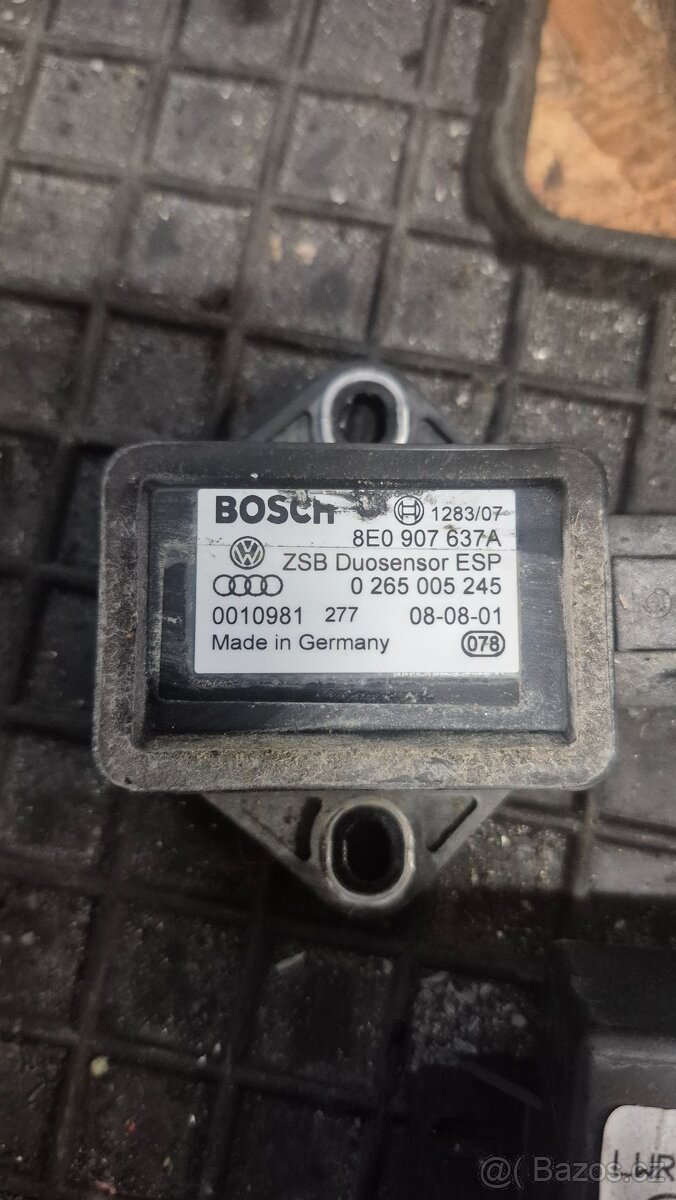 BOSCH 1283/07
8E0 907 637A
ZSB Duosensor ESP
0 265 005 245
0010981 277 08-08-01
Made in Germany 078
LWR
@( Bazos.cz